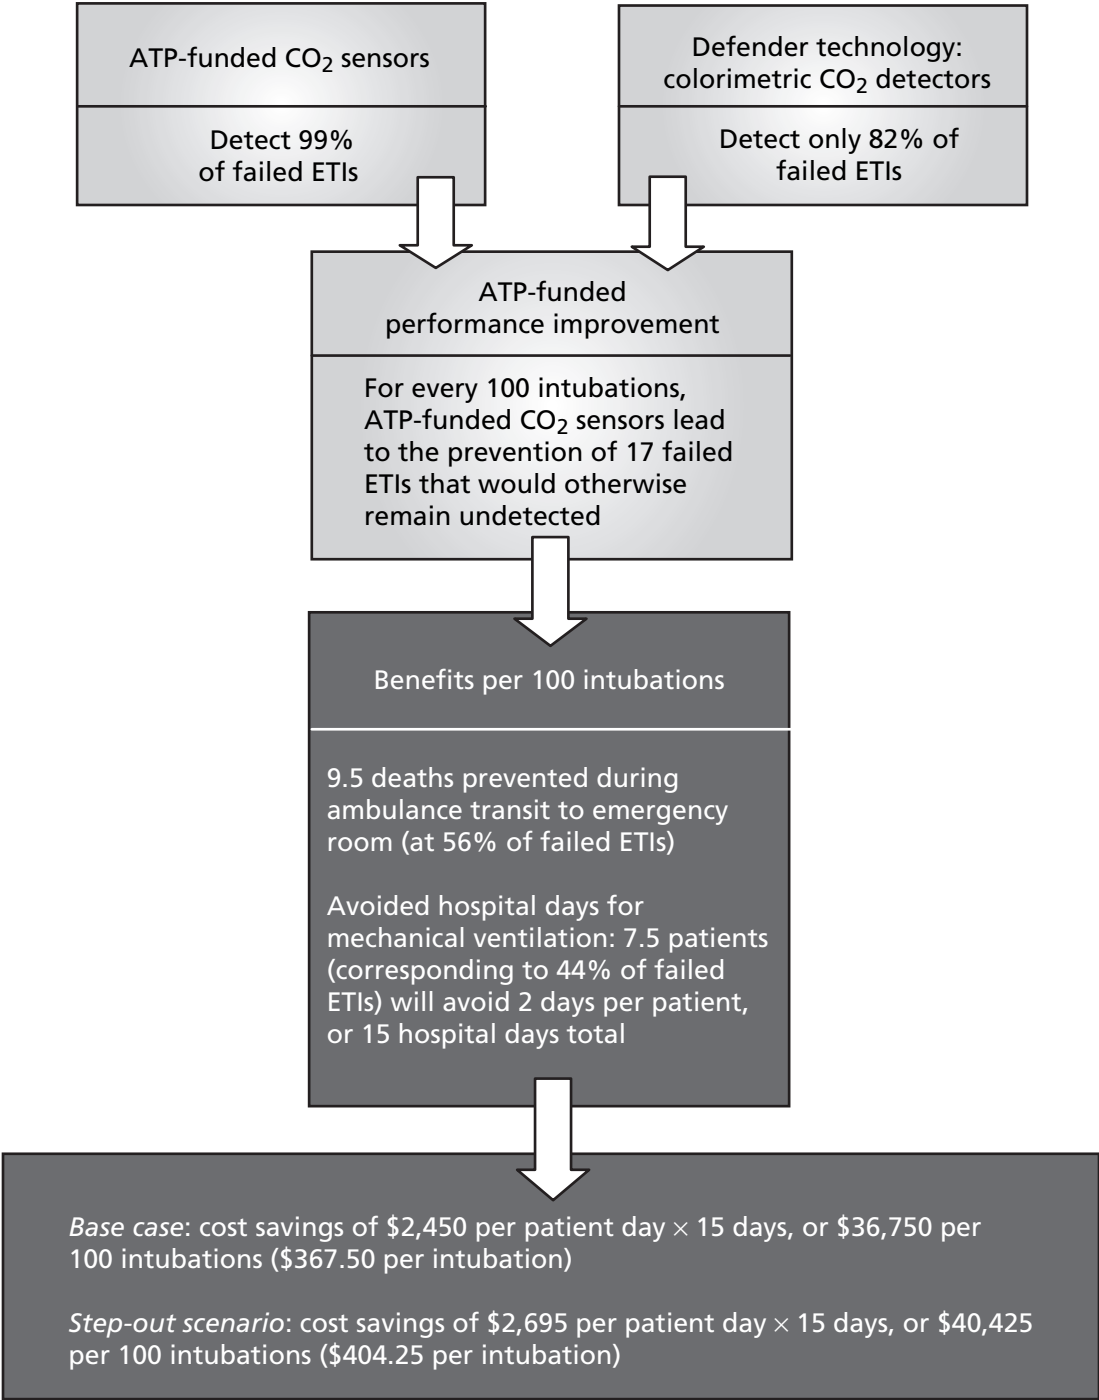 ATP-funded CO₂ sensors
Detect 99%
of failed ETIs
Defender technology:
colorimetric CO₂ detectors
Detect only 82% of
failed ETIs
ATP-funded
performance improvement
For every 100 intubations,
ATP-funded CO₂ sensors lead
to the prevention of 17 failed
ETIs that would otherwise
remain undetected
Benefits per 100 intubations
9.5 deaths prevented during
ambulance transit to emergency
room (at 56% of failed ETIs)
Avoided hospital days for
mechanical ventilation: 7.5 patients
(corresponding to 44% of failed
ETIs) will avoid 2 days per patient,
or 15 hospital days total
Base case: cost savings of $2,450 per patient day × 15 days, or $36,750 per
100 intubations ($367.50 per intubation)
Step-out scenario: cost savings of $2,695 per patient day × 15 days, or $40,425
per 100 intubations ($404.25 per intubation)